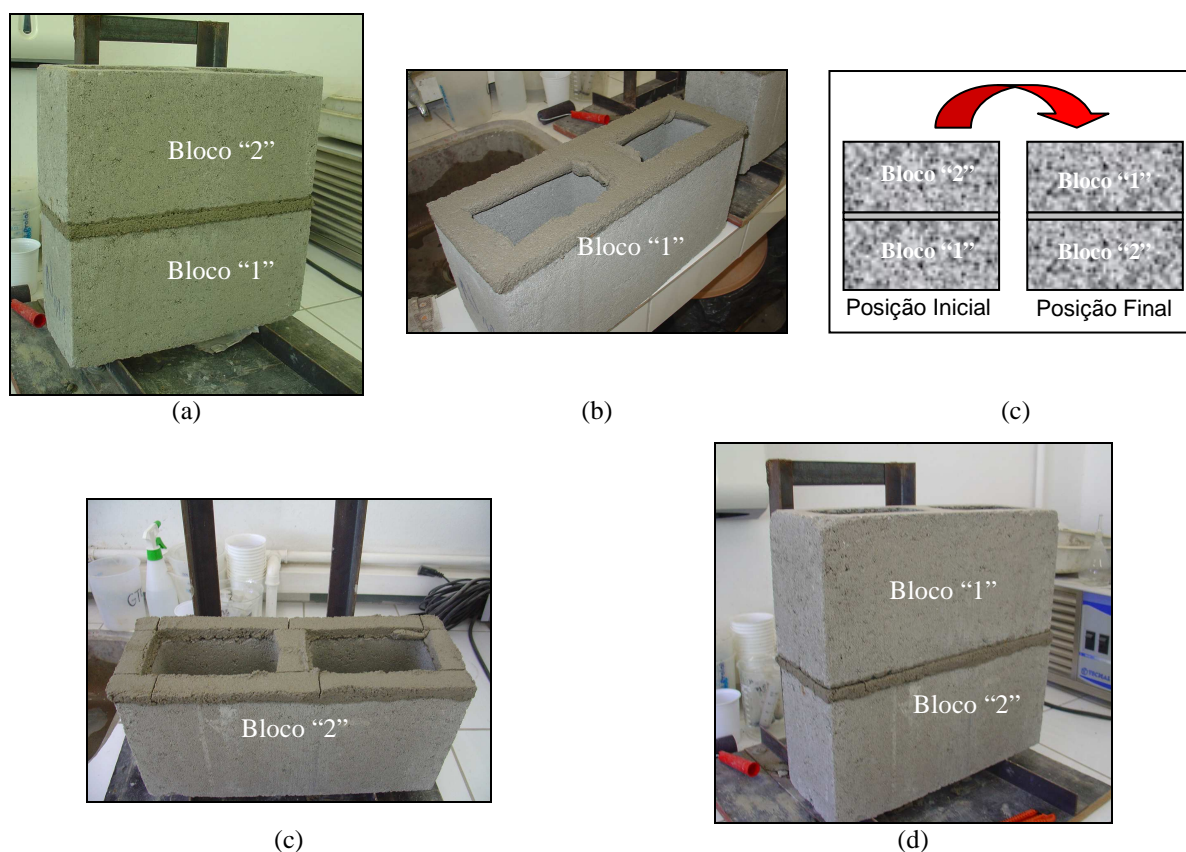 Bloco “2”
Bloco “1”
(a)
Bloco “1”
(b)
Bloco “2” Bloco “1”
Bloco “1” Bloco “2”
Posição Inicial Posição Final
(c)
Bloco “2”
(c)
Bloco “1”
Bloco “2”
(d)